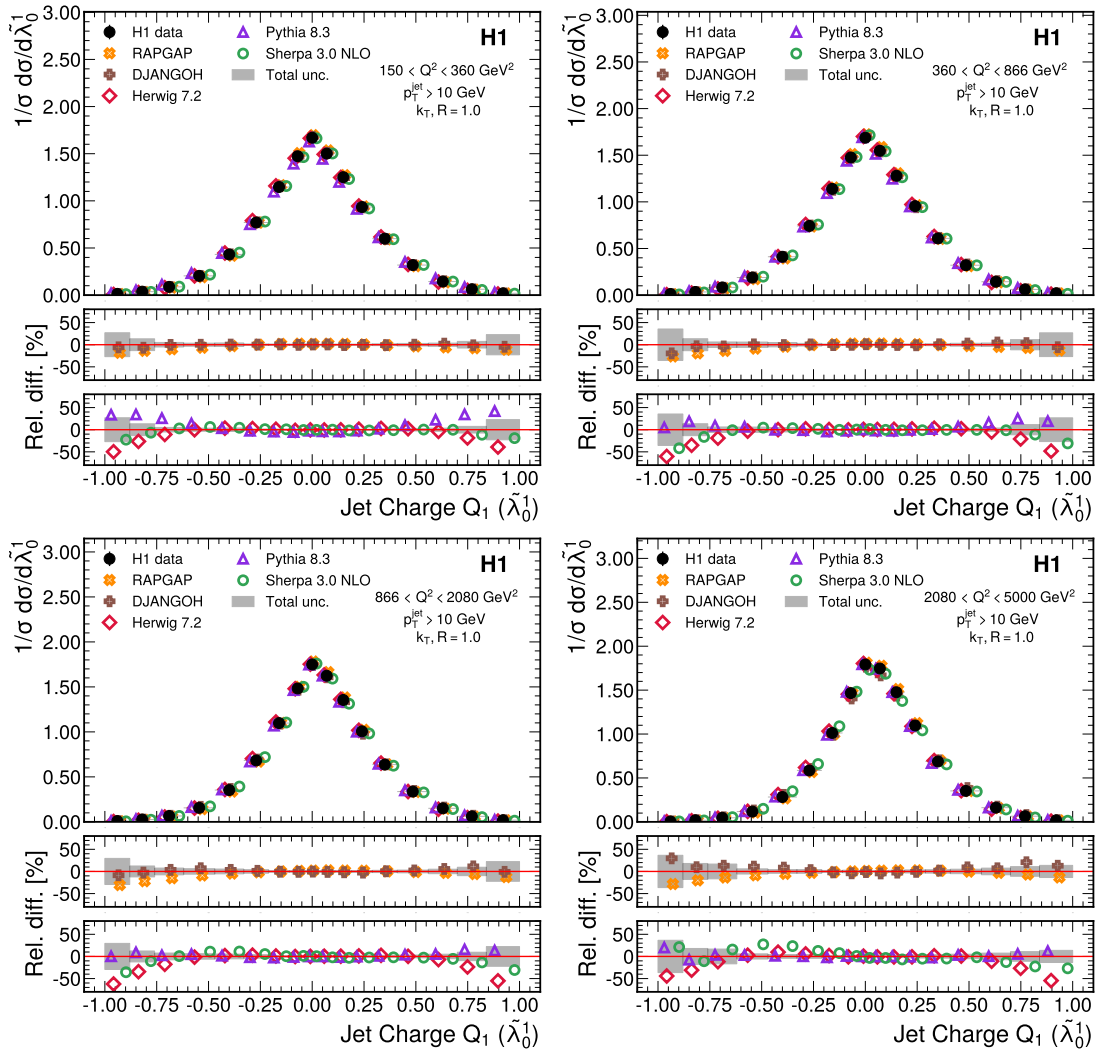 1/σ dσ/dλ̃₀¹
3.00
2.00
1.50
1.00
0.50
0.00
H1 data
RAPGAP
DJANGOH
Herwig 7.2
Pythia 8.3
Sherpa 3.0 NLO
Total unc.
H1
150 < Q² < 360 GeV²
p_T^jet > 10 GeV
k_T, R = 1.0
Rel. diff. [%]
50
0
-50
50
0
-50
-1.00 -0.75 -0.50 -0.25 0.00 0.25 0.50 0.75 1.00
Jet Charge Q₁ (λ̃₀¹)
1/σ dσ/dλ̃₀¹
3.00
2.00
1.50
1.00
0.50
0.00
H1 data
RAPGAP
DJANGOH
Herwig 7.2
Pythia 8.3
Sherpa 3.0 NLO
Total unc.
H1
360 < Q² < 866 GeV²
p_T^jet > 10 GeV
k_T, R = 1.0
Rel. diff. [%]
50
0
-50
50
0
-50
-1.00 -0.75 -0.50 -0.25 0.00 0.25 0.50 0.75 1.00
Jet Charge Q₁ (λ̃₀¹)
1/σ dσ/dλ̃₀¹
3.00
2.00
1.50
1.00
0.50
0.00
H1 data
RAPGAP
DJANGOH
Herwig 7.2
Pythia 8.3
Sherpa 3.0 NLO
Total unc.
H1
866 < Q² < 2080 GeV²
p_T^jet > 10 GeV
k_T, R = 1.0
Rel. diff. [%]
50
0
-50
50
0
-50
-1.00 -0.75 -0.50 -0.25 0.00 0.25 0.50 0.75 1.00
Jet Charge Q₁ (λ̃₀¹)
1/σ dσ/dλ̃₀¹
3.00
2.00
1.50
1.00
0.50
0.00
H1 data
RAPGAP
DJANGOH
Herwig 7.2
Pythia 8.3
Sherpa 3.0 NLO
Total unc.
H1
2080 < Q² < 5000 GeV²
p_T^jet > 10 GeV
k_T, R = 1.0
Rel. diff. [%]
50
0
-50
50
0
-50
-1.00 -0.75 -0.50 -0.25 0.00 0.25 0.50 0.75 1.00
Jet Charge Q₁ (λ̃₀¹)